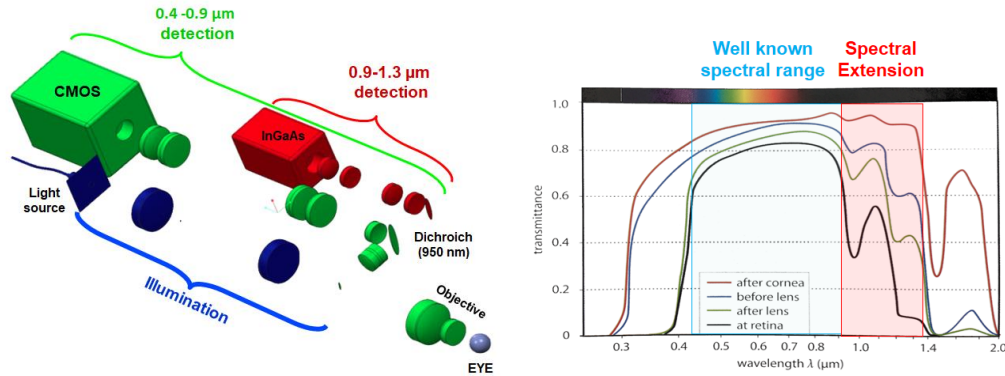 0.4 -0.9 µm
detection
CMOS
0.9-1.3 µm
detection
InGaAs
Light
source
Dichroich
(950 nm)
Illumination
Objective
EYE
Well known
spectral range
Spectral
Extension
1.0
0.8
0.6
0.4
0.2
0
transmittance
after cornea
before lens
after lens
at retina
0.3
0.4
0.5
0.6
0.7
0.8
1.0
1.4
2.0
wavelength λ (µm)